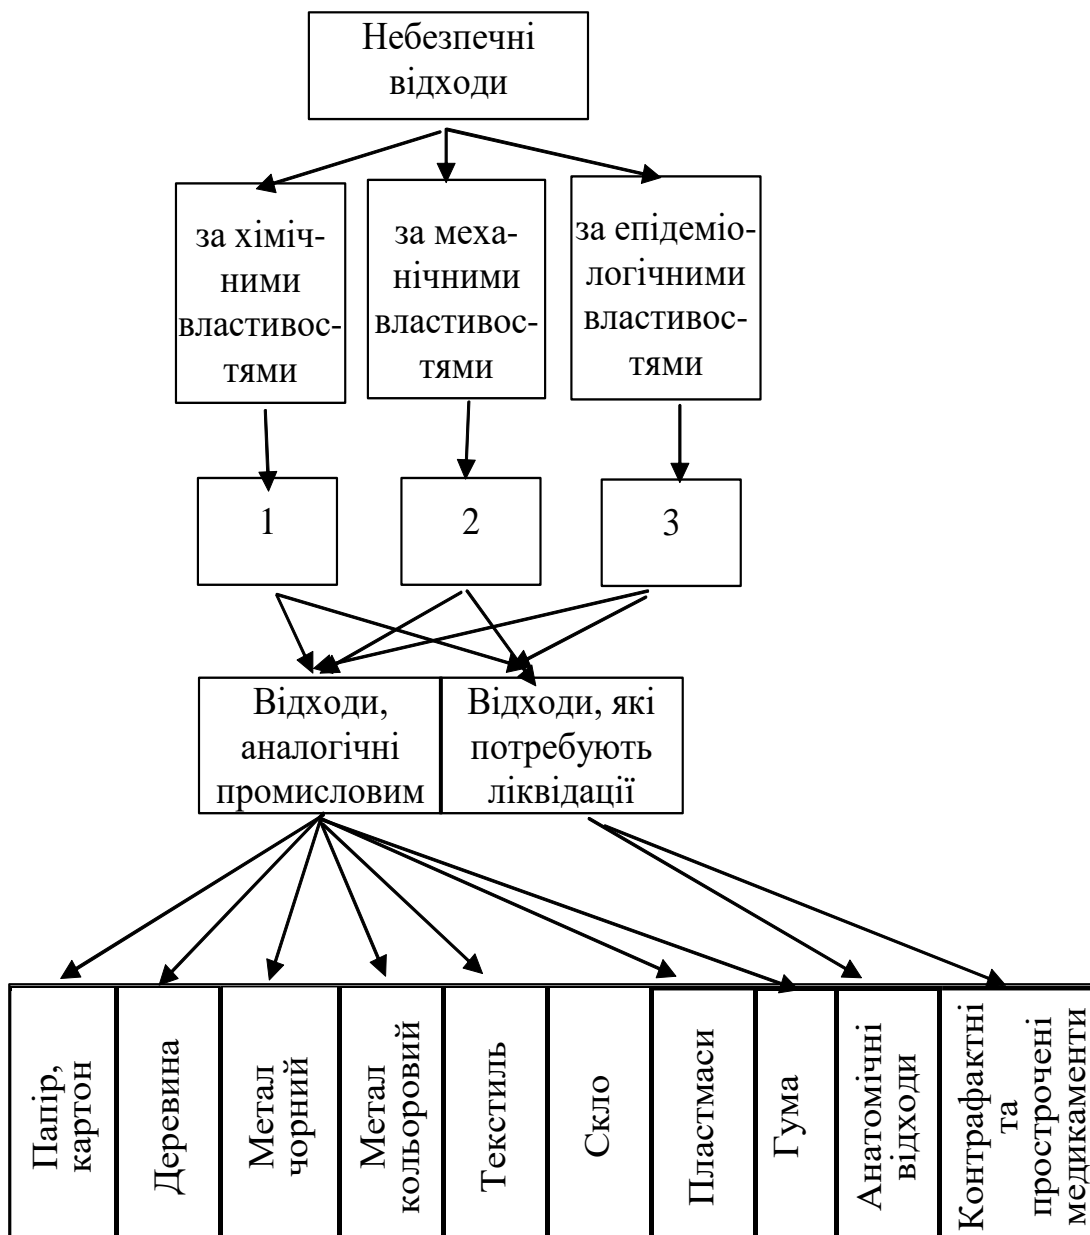 Небезпечні
відходи
за хіміч-
ними
властивос-
тями
за меха-
нічними
властивос-
тями
за епідеміо-
логічними
властивос-
тями
1
2
3
Відходи,
аналогічні
промисловим
Відходи, які
потребують
ліквідації
Папір,
картон
Деревина
Метал
чорний
Метал
кольоровий
Текстиль
Скло
Пластмаси
Гума
Анатомічні
відходи
Контрафактні
та
прострочені
медикаменти